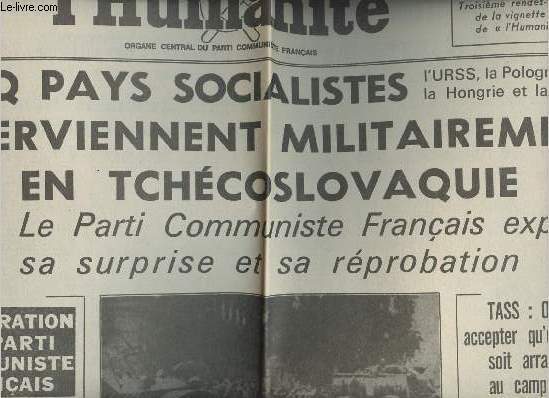 le-livre.com
l'Humanité
ORGANE CENTRAL DU PARTI COMMUNISTE FRANÇAIS
Troisième rendez-
de la vignette
de « l'Humani
Q PAYS SOCIALISTES
l'URSS, la Pologn
la Hongrie et la
ERVIENNENT MILITAIREM
EN TCHÉCOSLOVAQUIE
Le Parti Communiste Français exp
sa surprise et sa réprobation
RATION
PARTI
UNISTE
ÇAIS
TASS : O
accepter qu'
soit arra
au camp